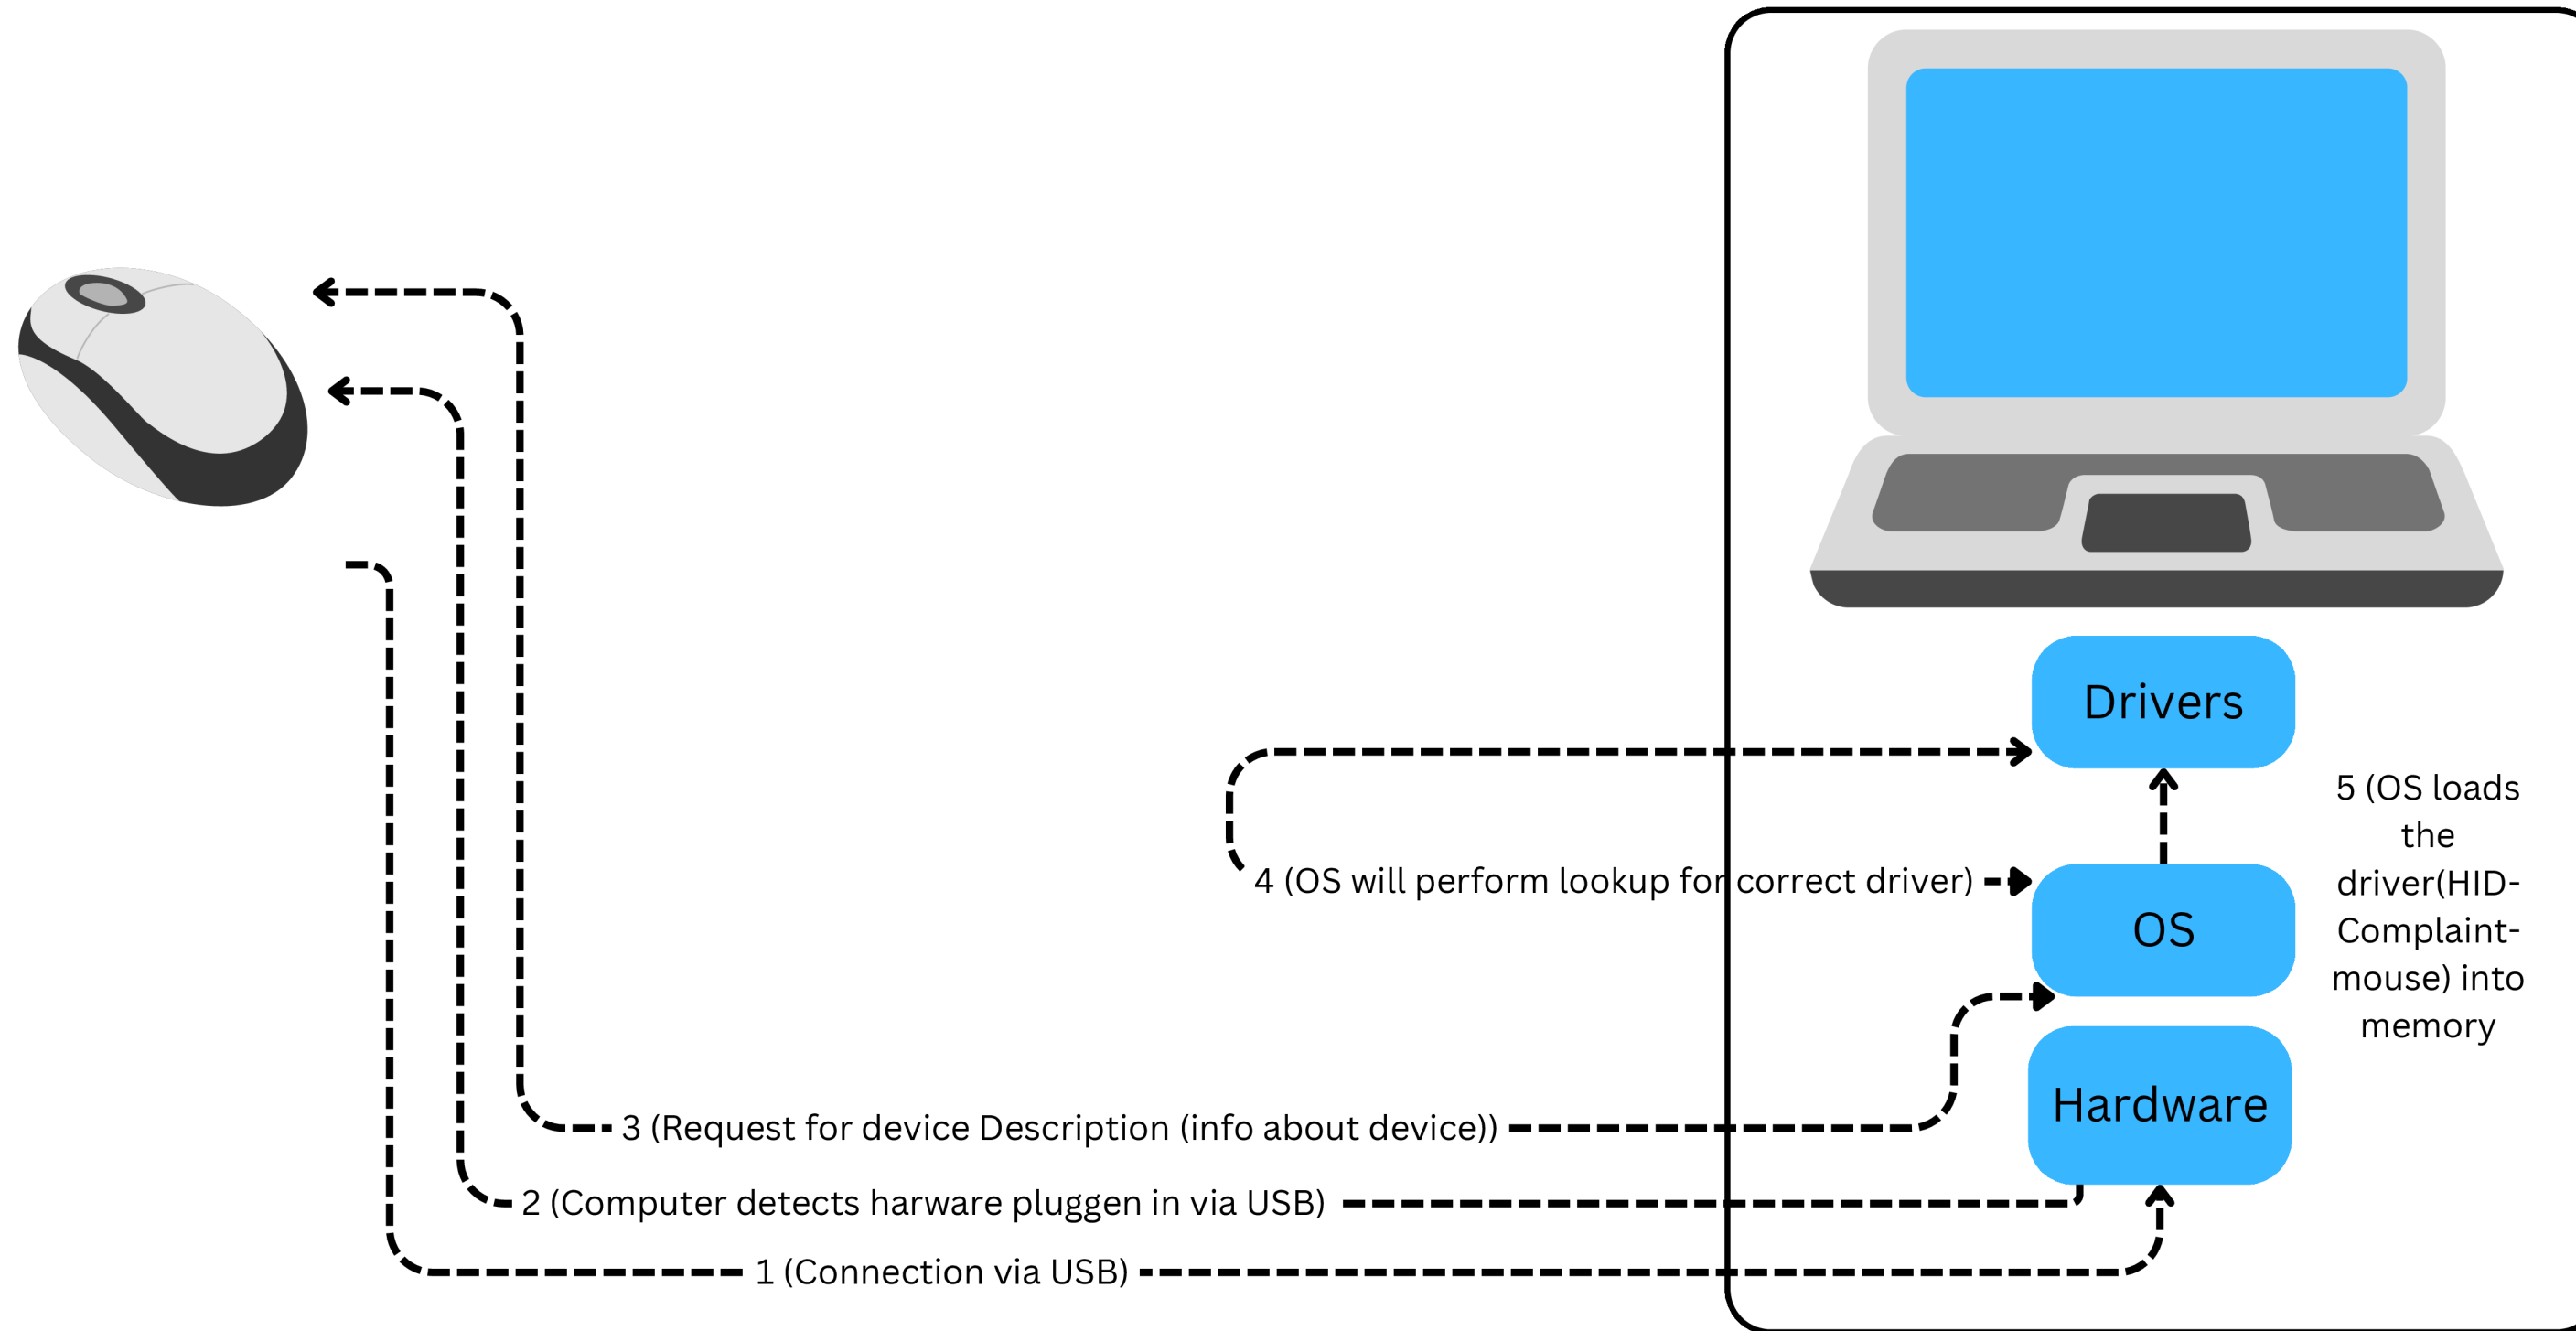 Drivers
5 (OS loads
the
driver(HID-
Complaint-
mouse) into
memory
4 (OS will perform lookup for correct driver)
OS
Hardware
3 (Request for device Description (info about device))
2 (Computer detects harware pluggen in via USB)
1 (Connection via USB)